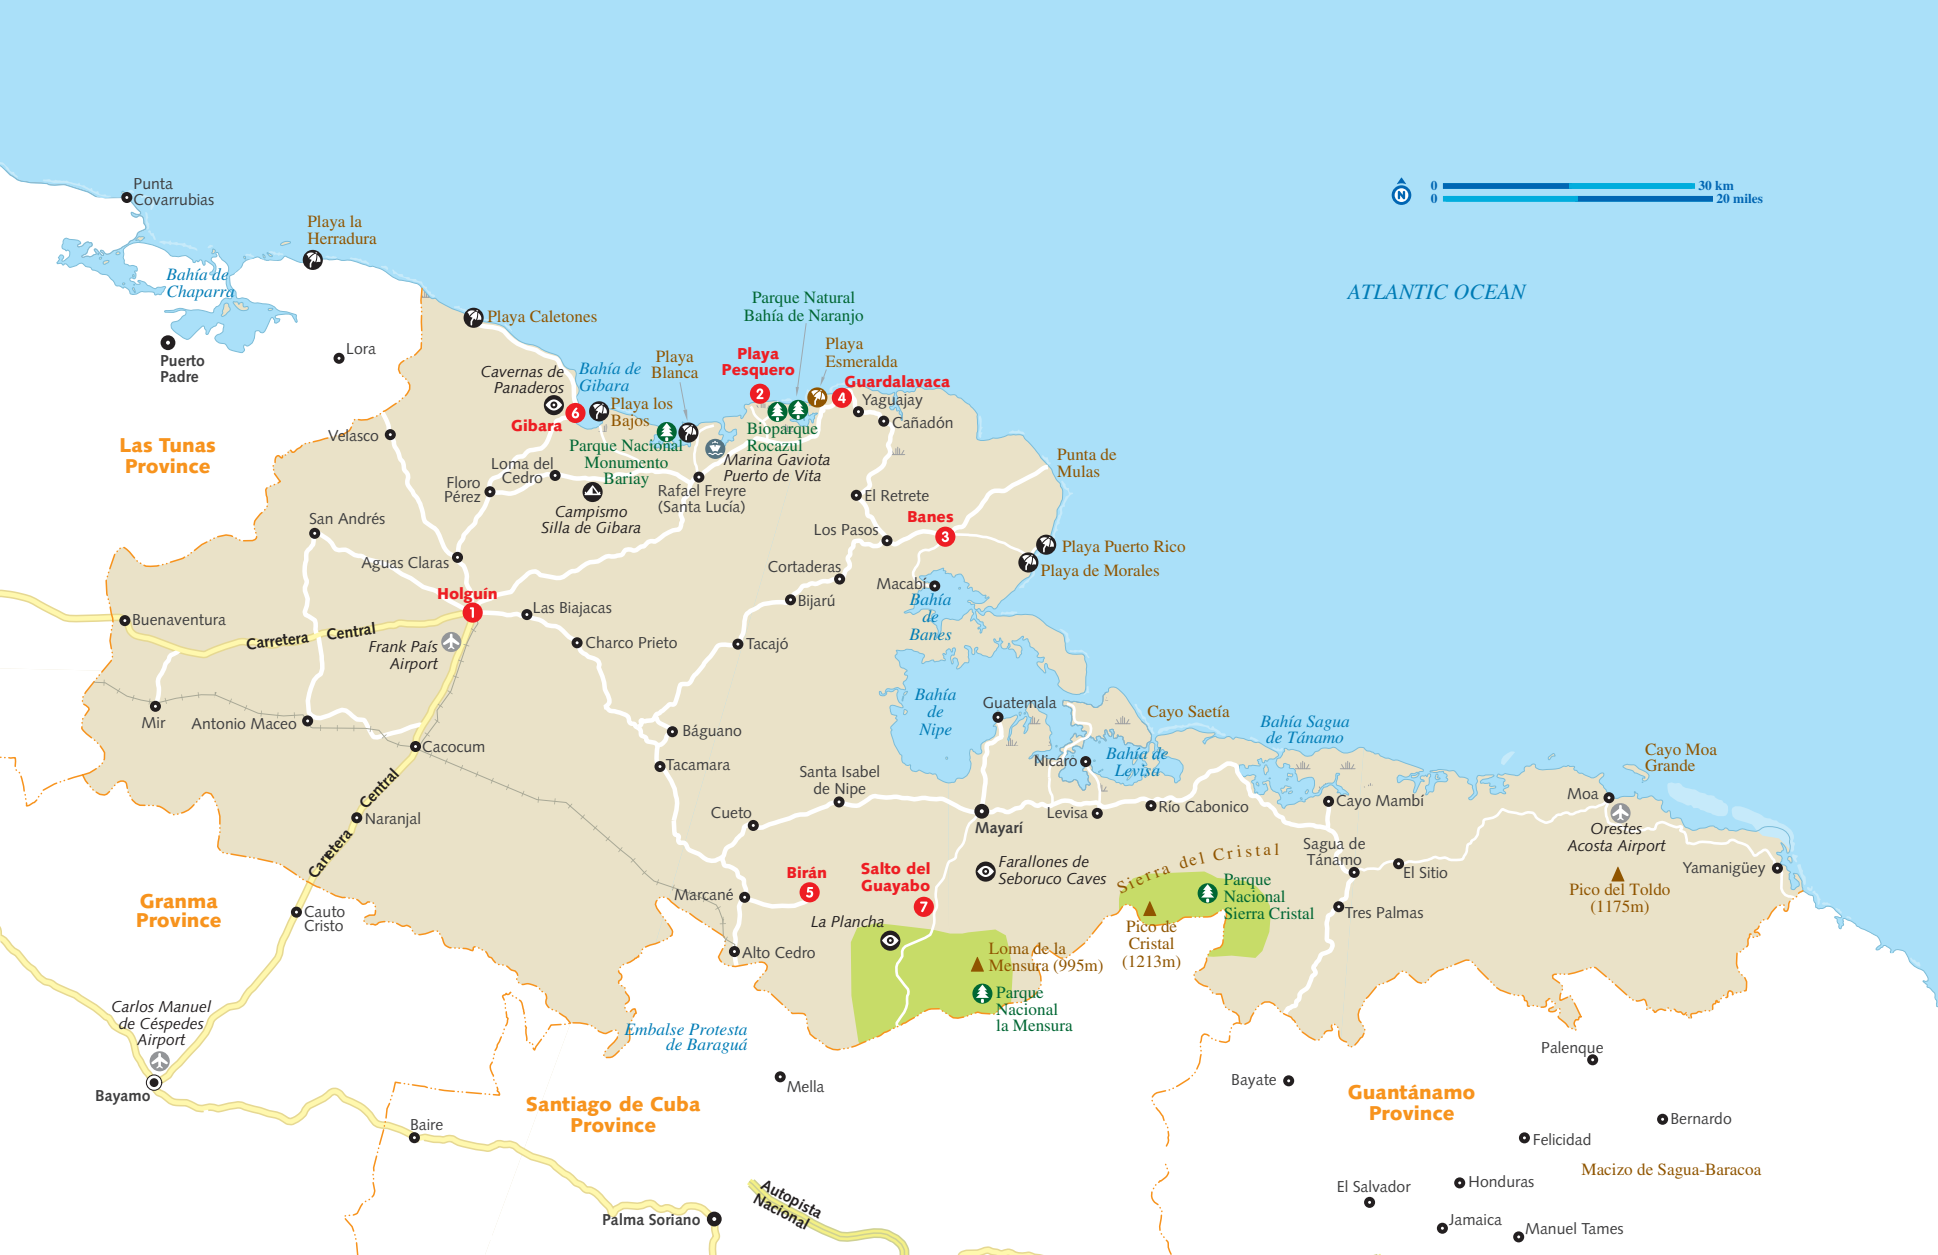 Punta
Covarrubias
Playa la
Herradura
Bahía de
Chaparra
Puerto
Padre
Lora
N
0
30 km
0
20 miles
ATLANTIC OCEAN
Playa Caletones
Parque Natural
Bahía de Naranjo
Cavernas de
Panaderos
Bahía de
Gibara
Playa
Blanca
Playa
Pesquero
2
Playa
Esmeralda
Guardalavaca
4
Yaguajay
Cañadón
Gibara
6
Playa los
Bajos
Bioparque
Rocazul
Parque Nacional
Monumento
Bariay
Marina Gaviota
Puerto de Vita
Las Tunas
Province
Velasco
Loma del
Cedro
Floro
Pérez
Rafael Freyre
(Santa Lucía)
Campismo
Silla de Gibara
Punta de
Mulas
El Retrete
San Andrés
Aguas Claras
Los Pasos
Banes
3
Playa Puerto Rico
Playa de Morales
Cortaderas
Macabí
Bijarú
Bahía
de
Banes
Holguín
1
Las Biajacas
Buenaventura
Carretera Central
Frank País
Airport
Charco Prieto
Tacajó
Mir
Antonio Maceo
Cacocum
Báguano
Tacamara
Bahía
de
Nipe
Guatemala
Cayo Saetía
Bahía Sagua
de Tánamo
Nicaro
Bahía de
Levisa
Cayo Moa
Grande
Carretera Central
Naranjal
Santa Isabel
de Nipe
Cueto
Mayarí
Levisa
Río Cabonico
Cayo Mambí
Moa
Orestes
Acosta Airport
Sagua de
Tánamo
El Sitio
Yamanigüey
Farallones de
Seboruco Caves
Sierra del Cristal
Parque
Nacional
Sierra Cristal
Pico del Toldo
(1175m)
Birán
5
Salto del
Guayabo
7
Marcané
La Plancha
Tres Palmas
Pico de
Cristal
(1213m)
Granma
Province
Cauto
Cristo
Alto Cedro
Loma de la
Mensura (995m)
Parque
Nacional
la Mensura
Carlos Manuel
de Céspedes
Airport
Embalse Protesta
de Baraguá
Bayamo
Mella
Santiago de Cuba
Province
Baire
Palma Soriano
Autopista
Nacional
Palenque
Bayate
Guantánamo
Province
Bernardo
Felicidad
Macizo de Sagua-Baracoa
El Salvador
Honduras
Jamaica
Manuel Tames